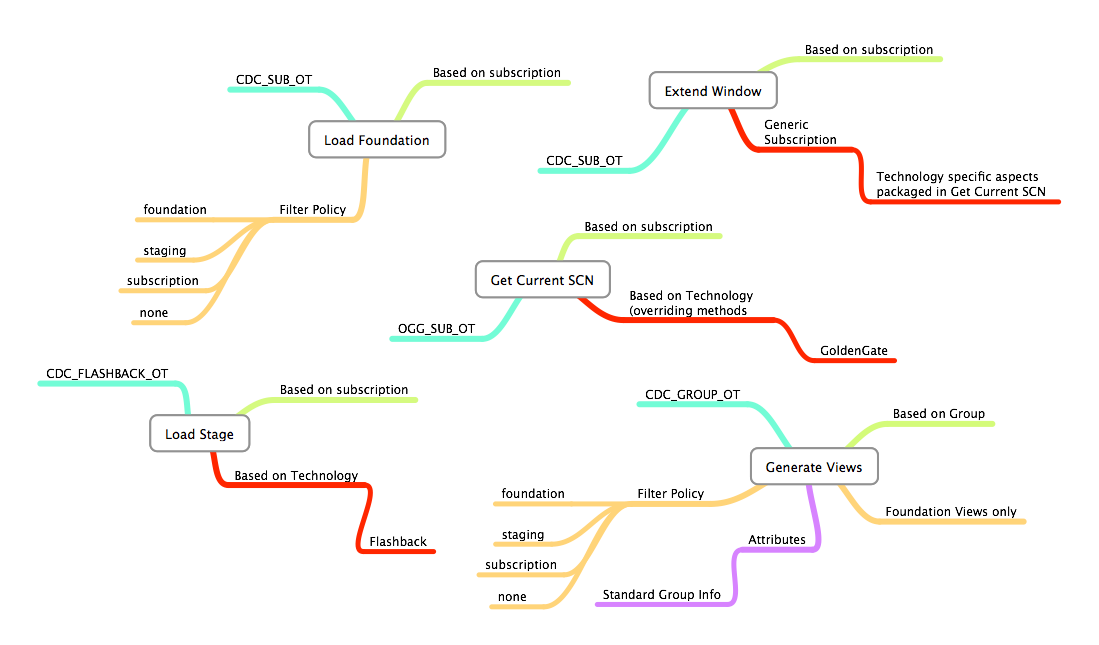 Based on subscription
Extend Window
Generic
Subscription
CDC_SUB_OT
Technology specific aspects
packaged in Get Current SCN
CDC_SUB_OT
Based on subscription
Load Foundation
Filter Policy
foundation
staging
subscription
none
Based on subscription
Get Current SCN
Based on Technology
(overriding methods
OGG_SUB_OT
GoldenGate
CDC_FLASHBACK_OT
Based on subscription
Load Stage
Based on Technology
Flashback
CDC_GROUP_OT
Based on Group
Generate Views
Filter Policy
foundation
staging
subscription
none
Foundation Views only
Attributes
Standard Group Info